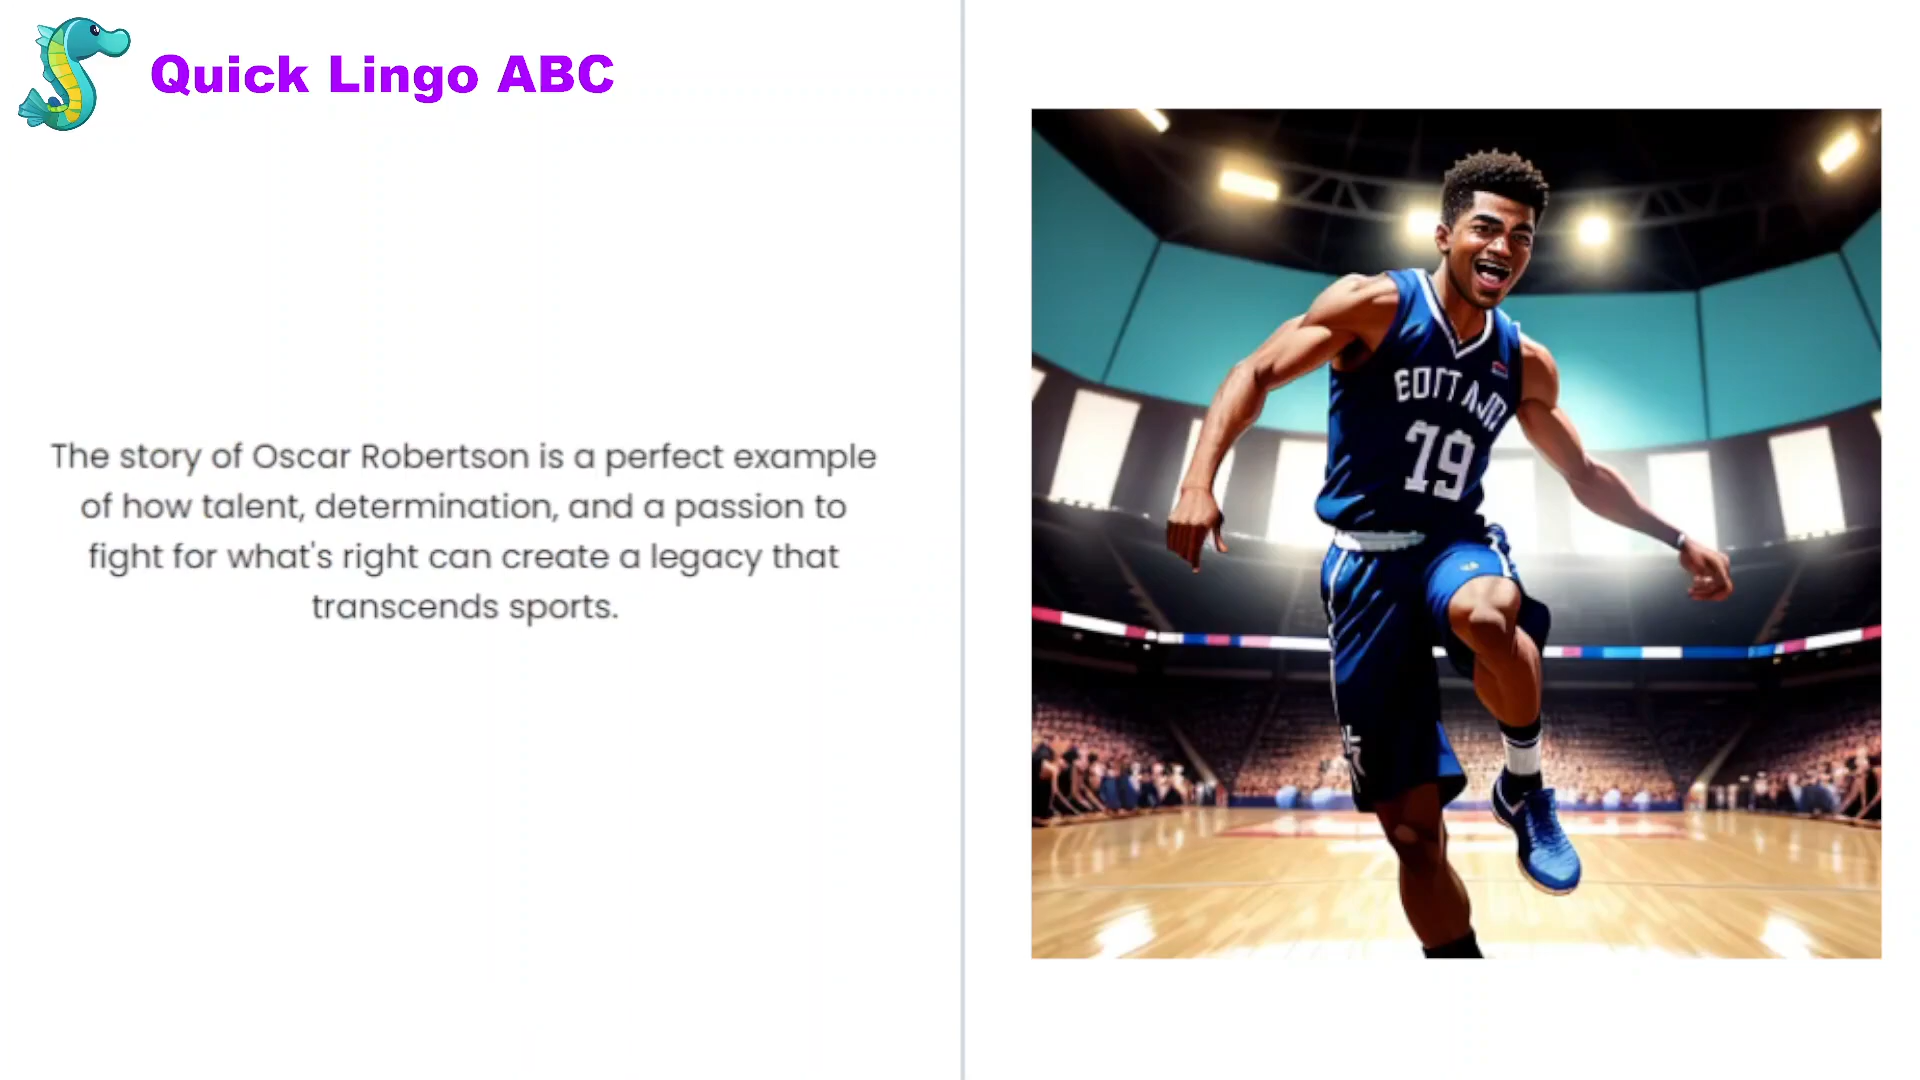 Quick Lingo ABC
The story of Oscar Robertson is a perfect example
of how talent, determination, and a passion to
fight for what's right can create a legacy that
transcends sports.
79